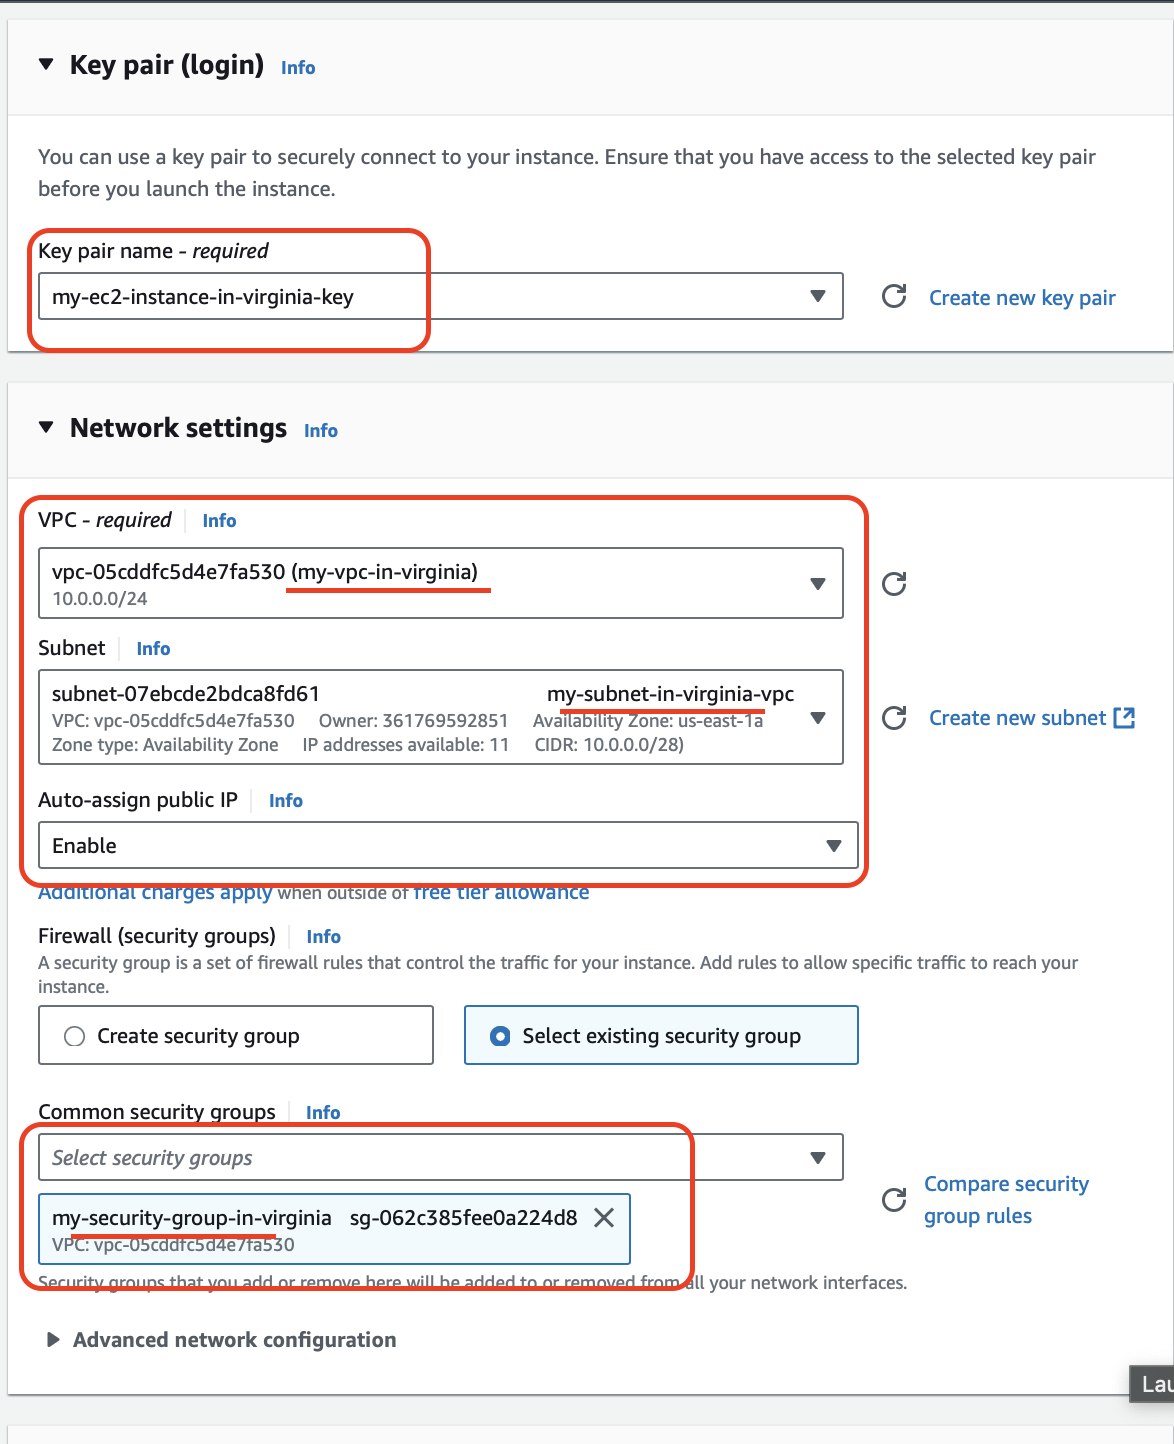 Key pair (login) Info
You can use a key pair to securely connect to your instance. Ensure that you have access to the selected key pair
before you launch the instance.
Key pair name - required
my-ec2-instance-in-virginia-key
Create new key pair
Network settings Info
VPC - required Info
vpc-05cddfc5d4e7fa530 (my-vpc-in-virginia)
10.0.0.0/24
Subnet Info
subnet-07ebcde2bdca8fd61 my-subnet-in-virginia-vpc
VPC: vpc-05cddfc5d4e7fa530 Owner: 361769592851 Availability Zone: us-east-1a
Zone type: Availability Zone IP addresses available: 11 CIDR: 10.0.0.0/28)
Create new subnet
Auto-assign public IP Info
Enable
Additional charges apply when outside of free tier allowance
Firewall (security groups) Info
A security group is a set of firewall rules that control the traffic for your instance. Add rules to allow specific traffic to reach your
instance.
Create security group
Select existing security group
Common security groups Info
Select security groups
my-security-group-in-virginia sg-062c385fee0a224d8
VPC: vpc-05cddfc5d4e7fa530
Compare security
group rules
Security groups that you add or remove here will be added to or removed from all your network interfaces.
Advanced network configuration
Lau